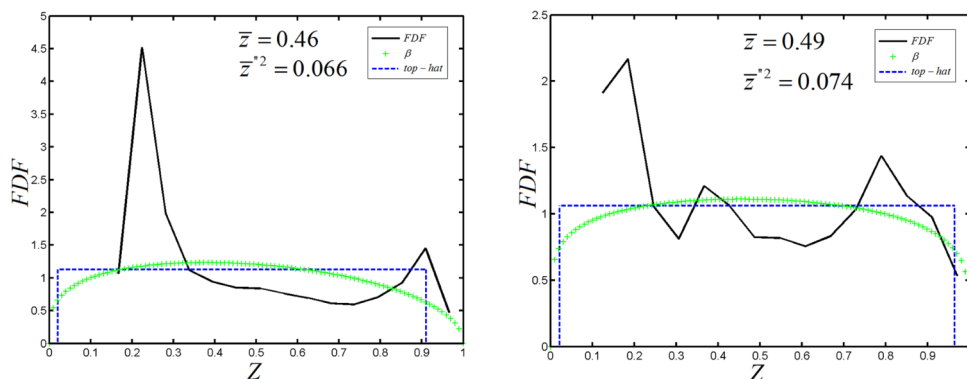 5
4.5
4
3.5
3
2.5
2
1.5
1
0.5
0
FDF
z̅ = 0.46
z̅"² = 0.066
FDF
β
top-hat
0 0.1 0.2 0.3 0.4 0.5 0.6 0.7 0.8 0.9 1
Z
2.5
2
1.5
1
0.5
0
FDF
z̅ = 0.49
z̅"² = 0.074
FDF
β
top-hat
0.1 0.2 0.3 0.4 0.5 0.6 0.7 0.8 0.9
Z